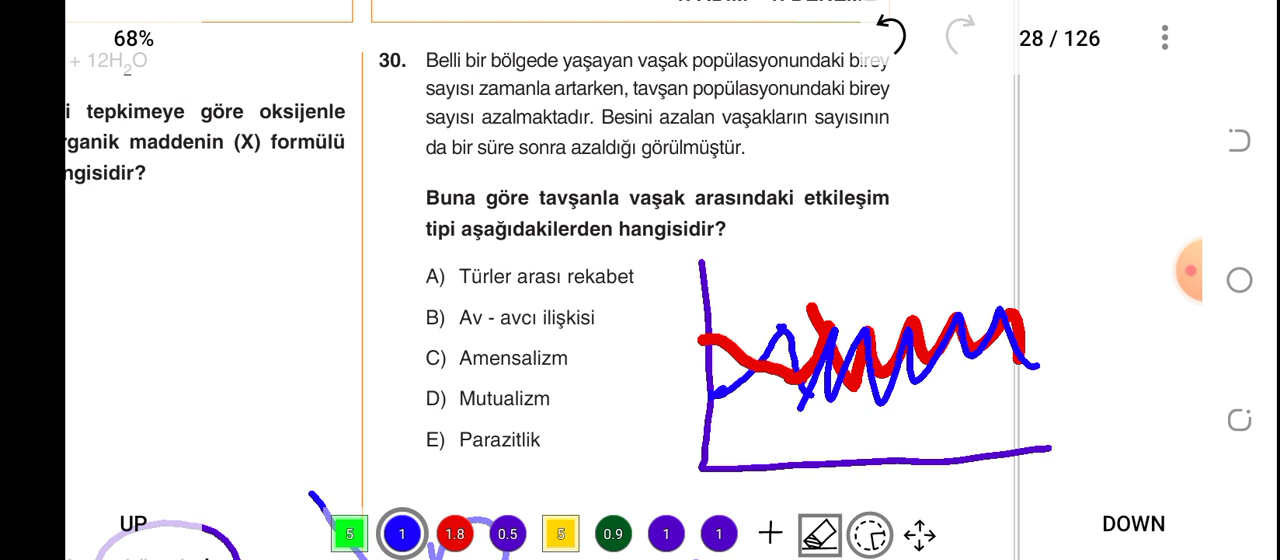 68%
28 / 126
+ 12H2O
i tepkimeye göre oksijenle
rganik maddenin (X) formülü
ngisidir?
30. Belli bir bölgede yaşayan vaşak popülasyonundaki birey
sayısı zamanla artarken, tavşan popülasyonundaki birey
sayısı azalmaktadır. Besini azalan vaşakların sayısının
da bir süre sonra azaldığı görülmüştür.
Buna göre tavşanla vaşak arasındaki etkileşim
tipi aşağıdakilerden hangisidir?
A) Türler arası rekabet
B) Av - avcı ilişkisi
C) Amensalizm
D) Mutualizm
E) Parazitlik
UP
5 1 1.8 0.5 5 0.9 1 1
DOWN